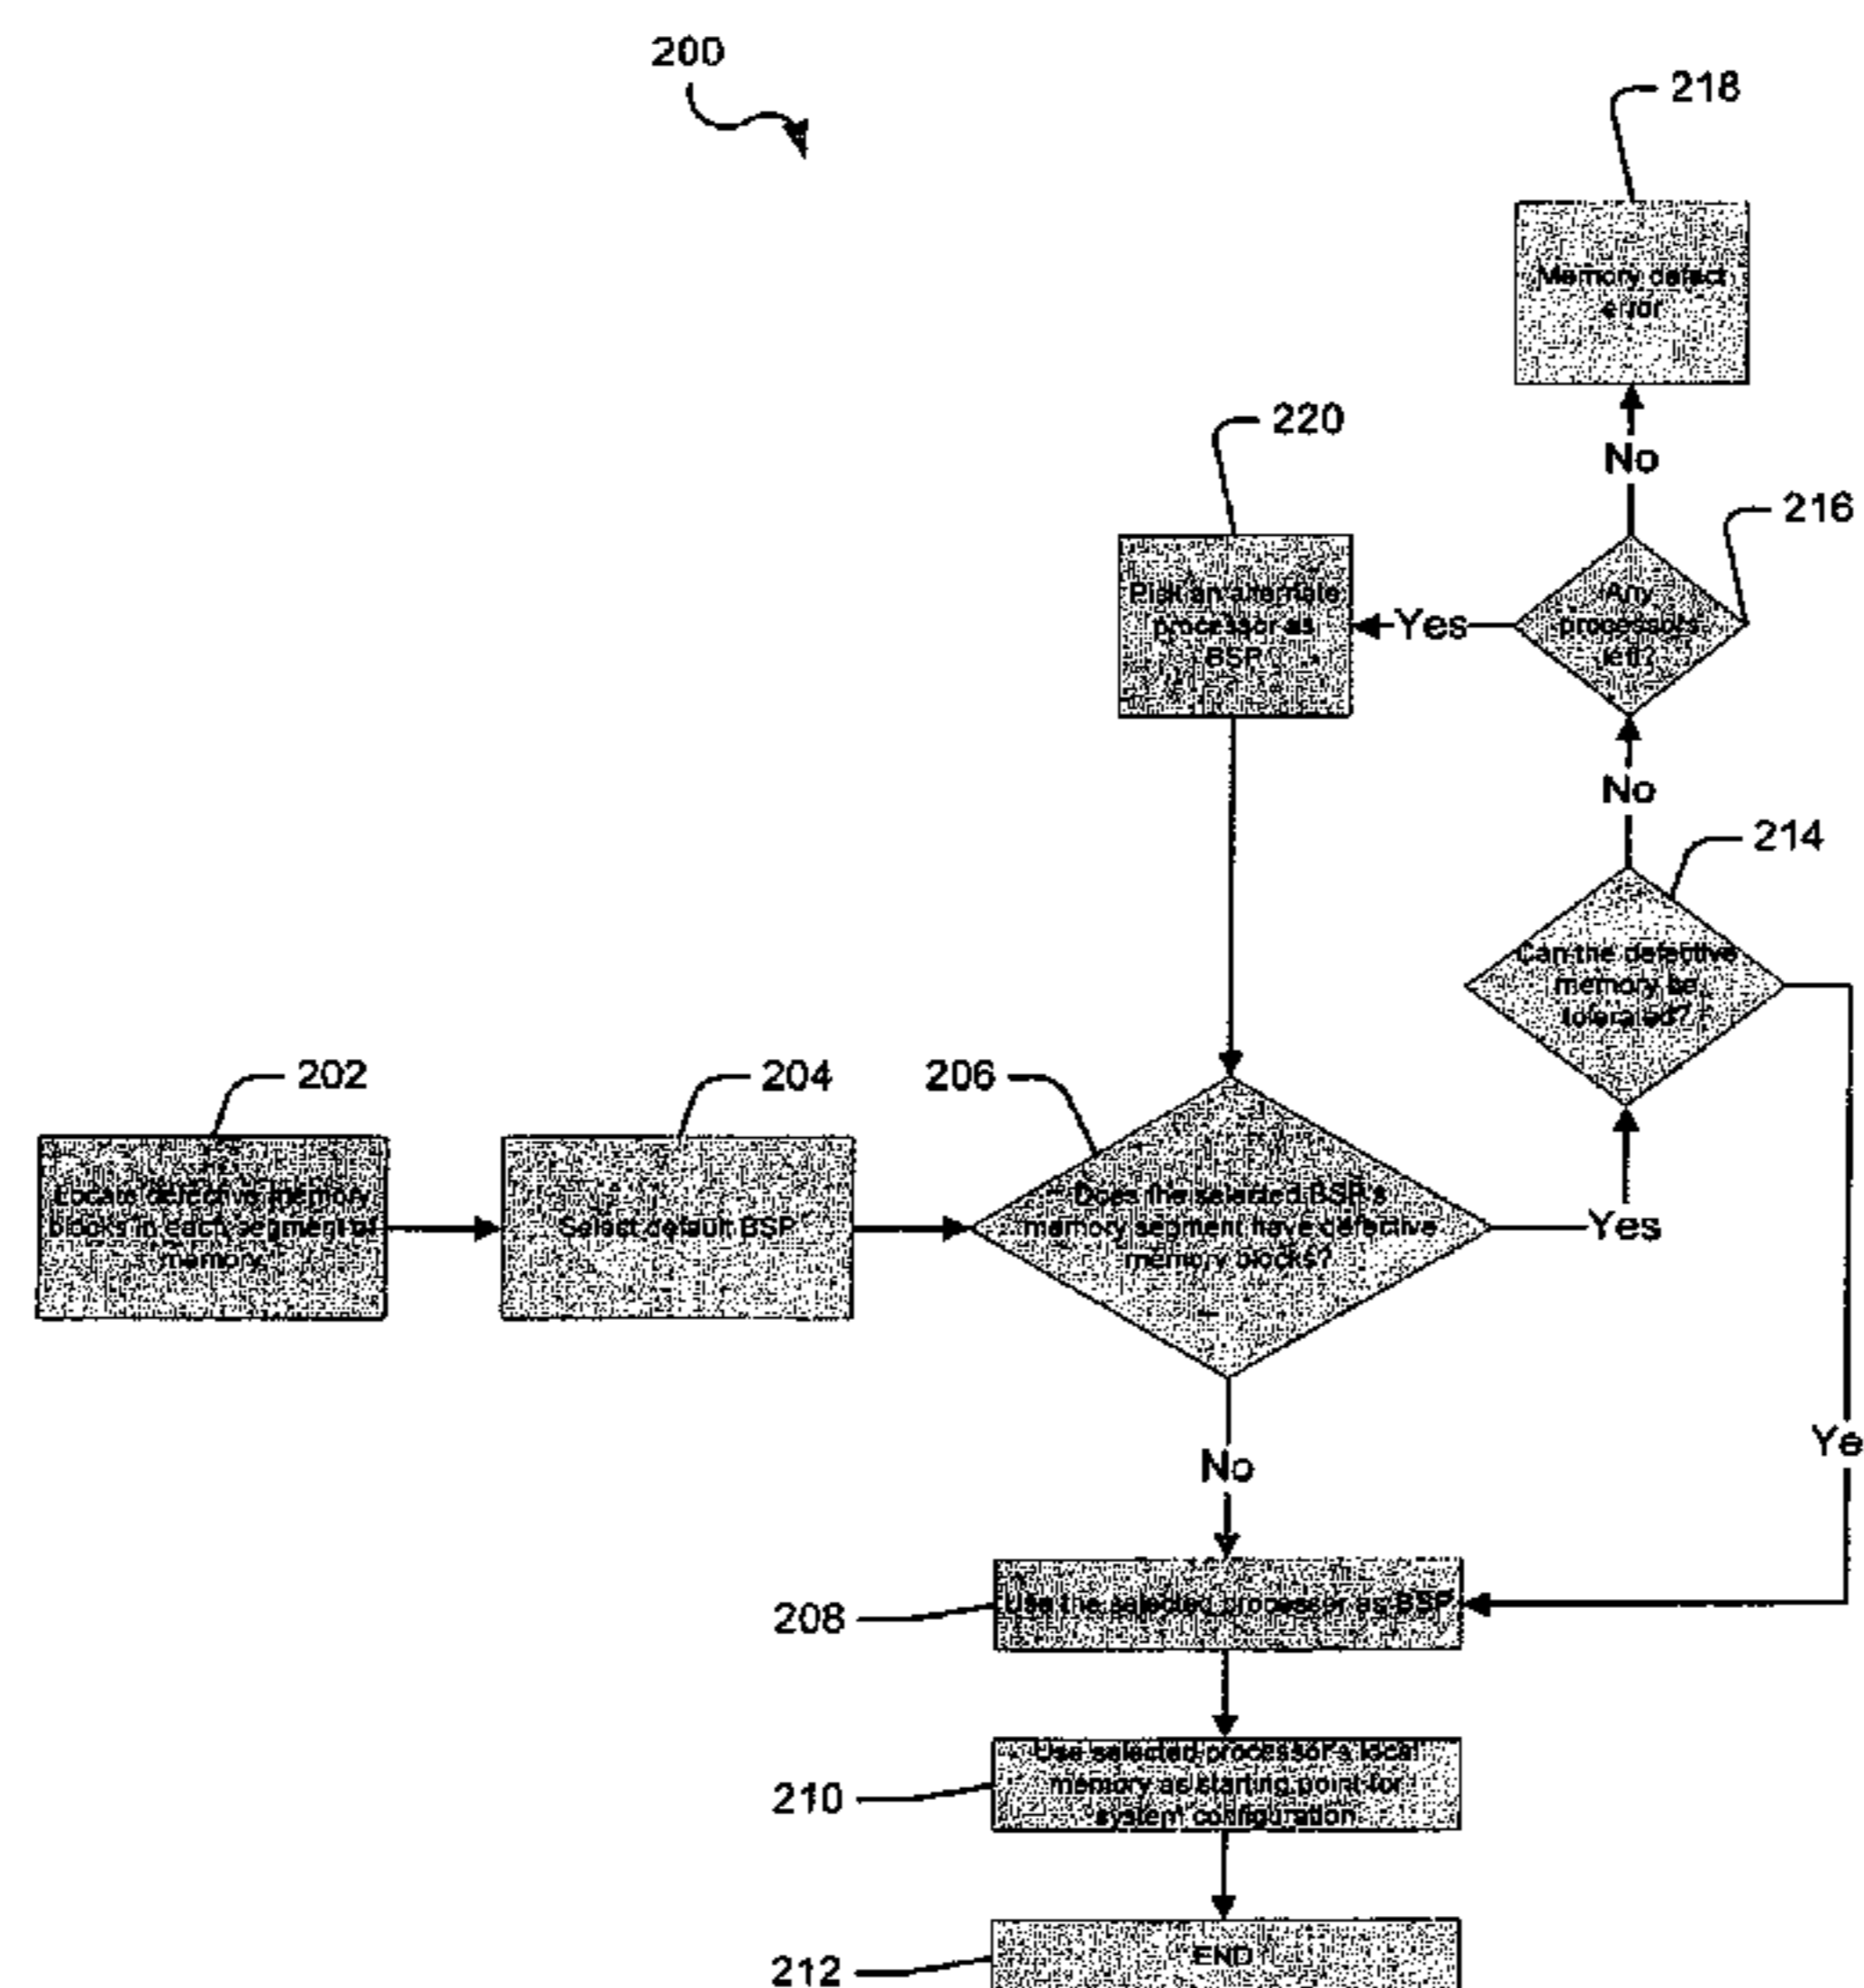 200
218
Memory defect
error
No
220
216
Pick an alternate
processor as
BSP
Yes
Any
processors
left?
No
214
Can the defective
memory be
tolerated?
202
204
206
Locate defective memory
blocks in each segment of
memory
Select default BSP
Does the selected BSP's
memory segment have defective
memory blocks?
Yes
Ye
No
208
Use the selected processor as BSP
210
Use selected processor's local
memory as starting point for
system configuration
212
END